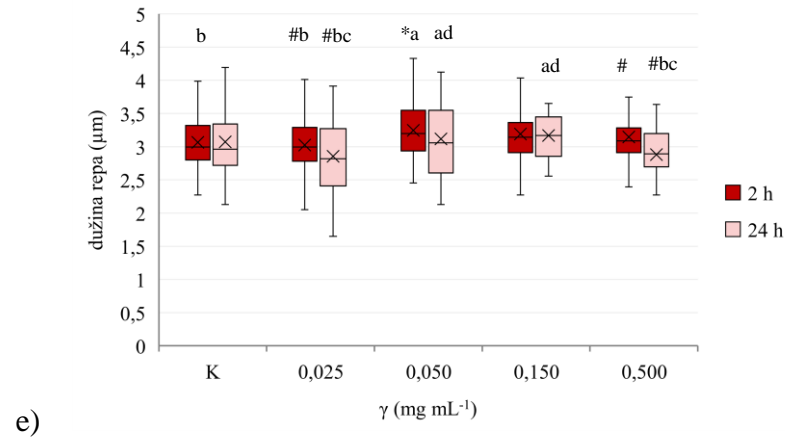 5
4,5
4
3,5
3
2,5
2
1,5
1
0,5
0
dužina repa (µm)
b
#b
#bc
*a
ad
ad
#
#bc
K
0,025
0,050
0,150
0,500
γ (mg mL⁻¹)
2 h
24 h
e)